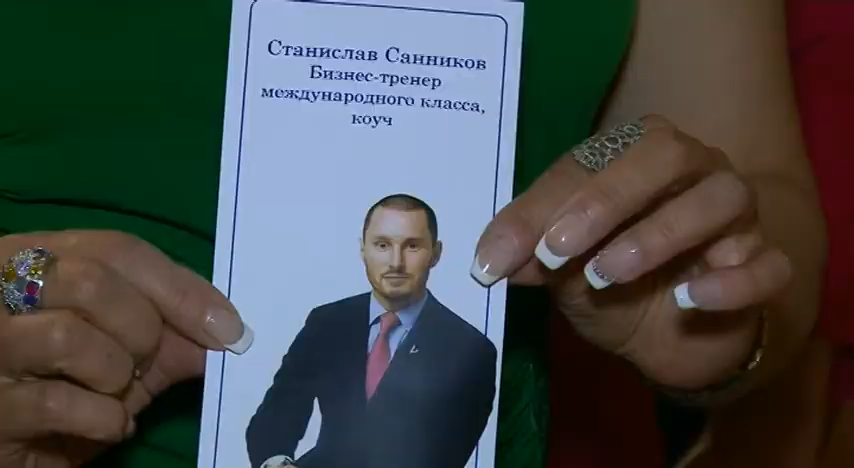 Станислав Санников
Бизнес-тренер
международного класса,
коуч